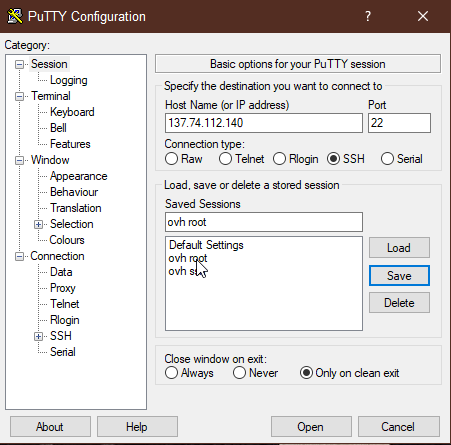 PuTTY Configuration
Category:
Session
Logging
Terminal
Keyboard
Bell
Features
Window
Appearance
Behaviour
Translation
Selection
Colours
Connection
Data
Proxy
Telnet
Rlogin
SSH
Serial
Basic options for your PuTTY session
Specify the destination you want to connect to
Host Name (or IP address) Port
137.74.112.140 22
Connection type:
Raw Telnet Rlogin SSH Serial
Load, save or delete a stored session
Saved Sessions
ovh root
Default Settings
ovh root
ovh
Load
Save
Delete
Close window on exit:
Always Never Only on clean exit
About Help Open Cancel